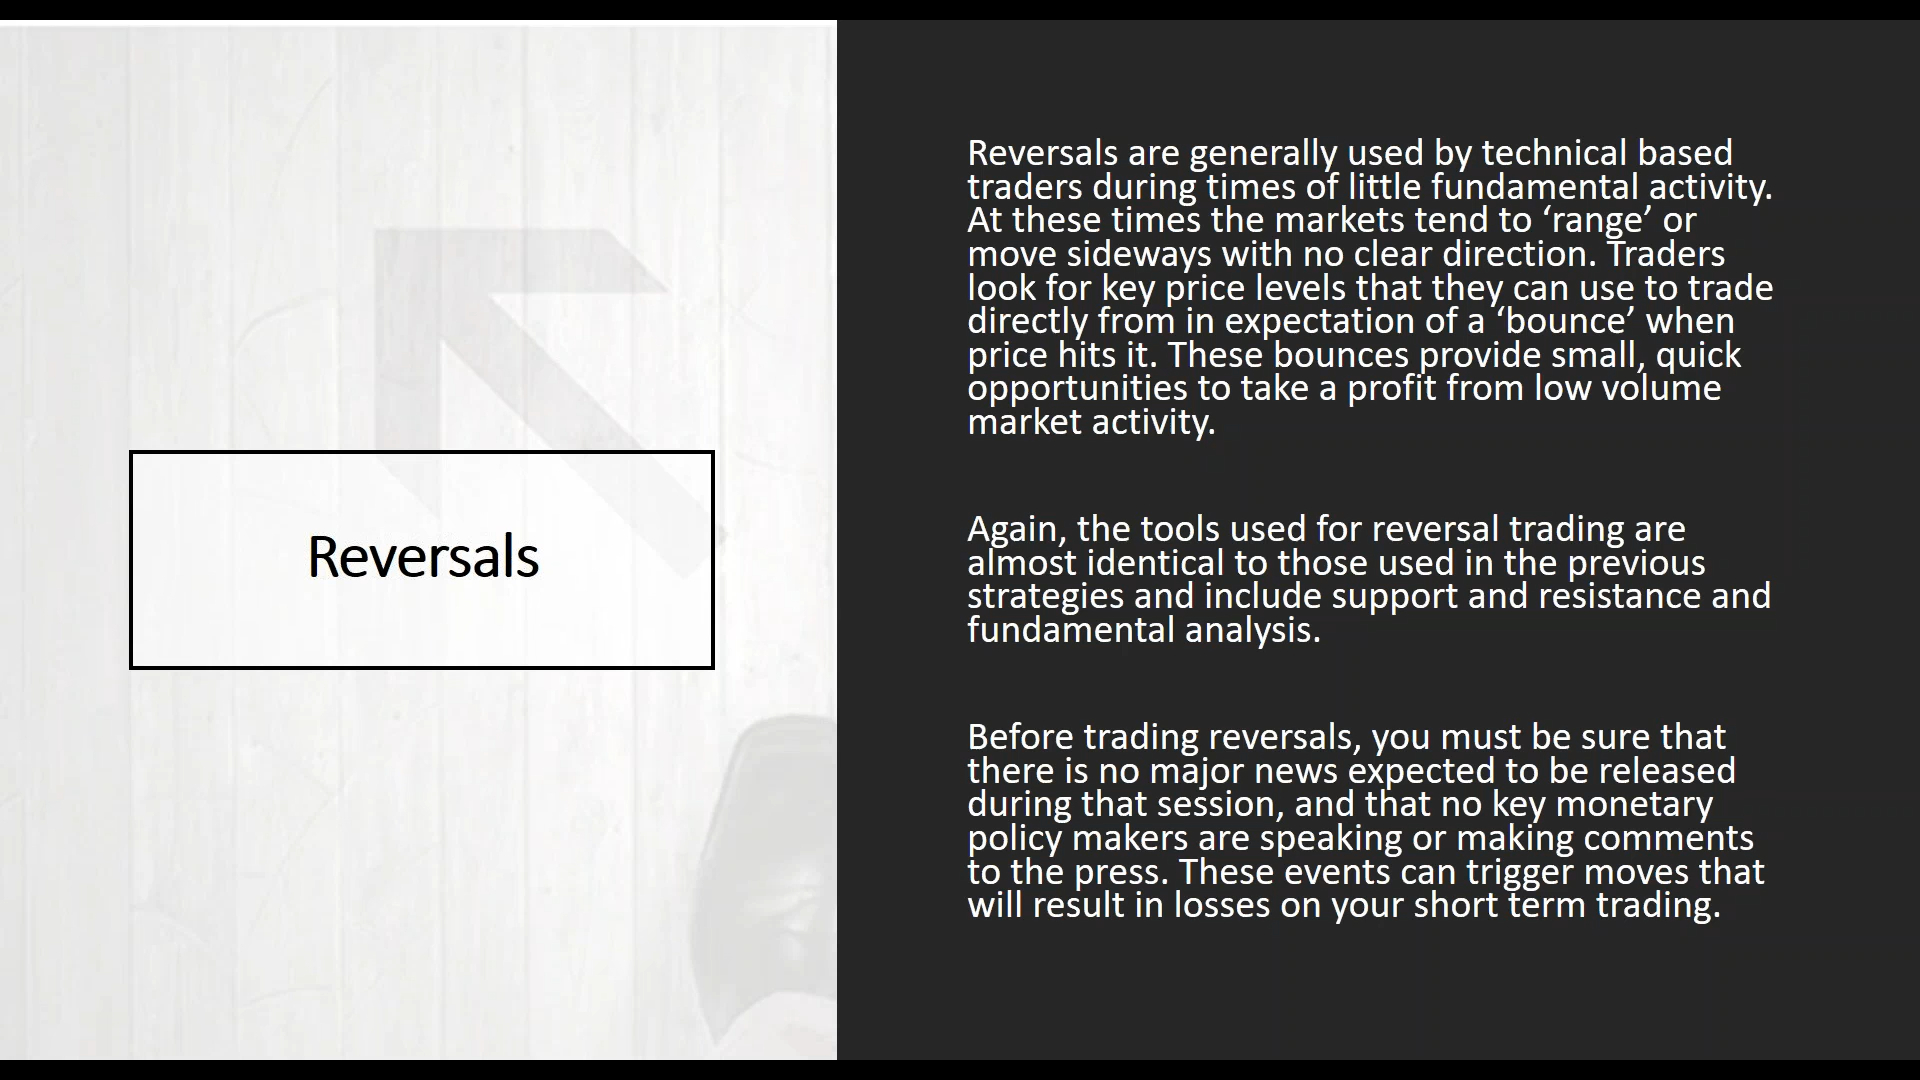 Reversals
Reversals are generally used by technical based
traders during times of little fundamental activity.
At these times the markets tend to ‘range’ or
move sideways with no clear direction. Traders
look for key price levels that they can use to trade
directly from in expectation of a ‘bounce’ when
price hits it. These bounces provide small, quick
opportunities to take a profit from low volume
market activity.
Again, the tools used for reversal trading are
almost identical to those used in the previous
strategies and include support and resistance and
fundamental analysis.
Before trading reversals, you must be sure that
there is no major news expected to be released
during that session, and that no key monetary
policy makers are speaking or making comments
to the press. These events can trigger moves that
will result in losses on your short term trading.